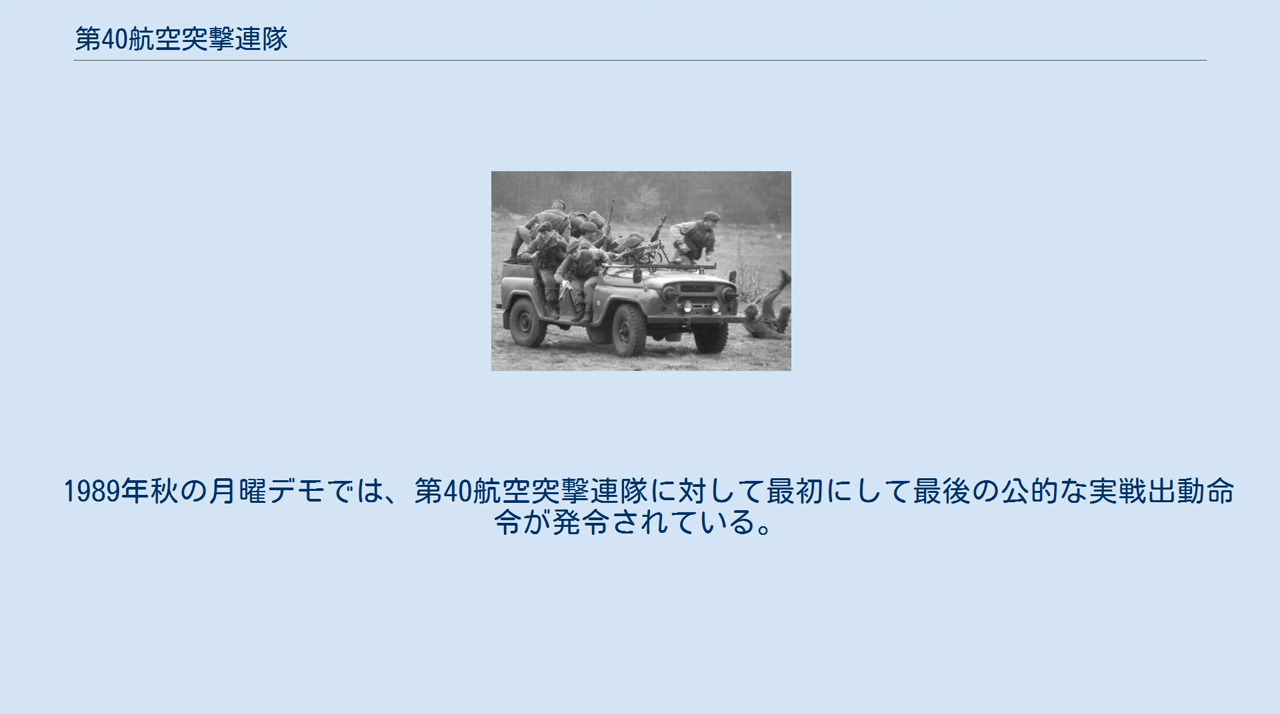 第40航空突撃連隊
1989年秋の月曜デモでは、第40航空突撃連隊に対して最初にして最後の公的な実戦出動命
令が発令されている。